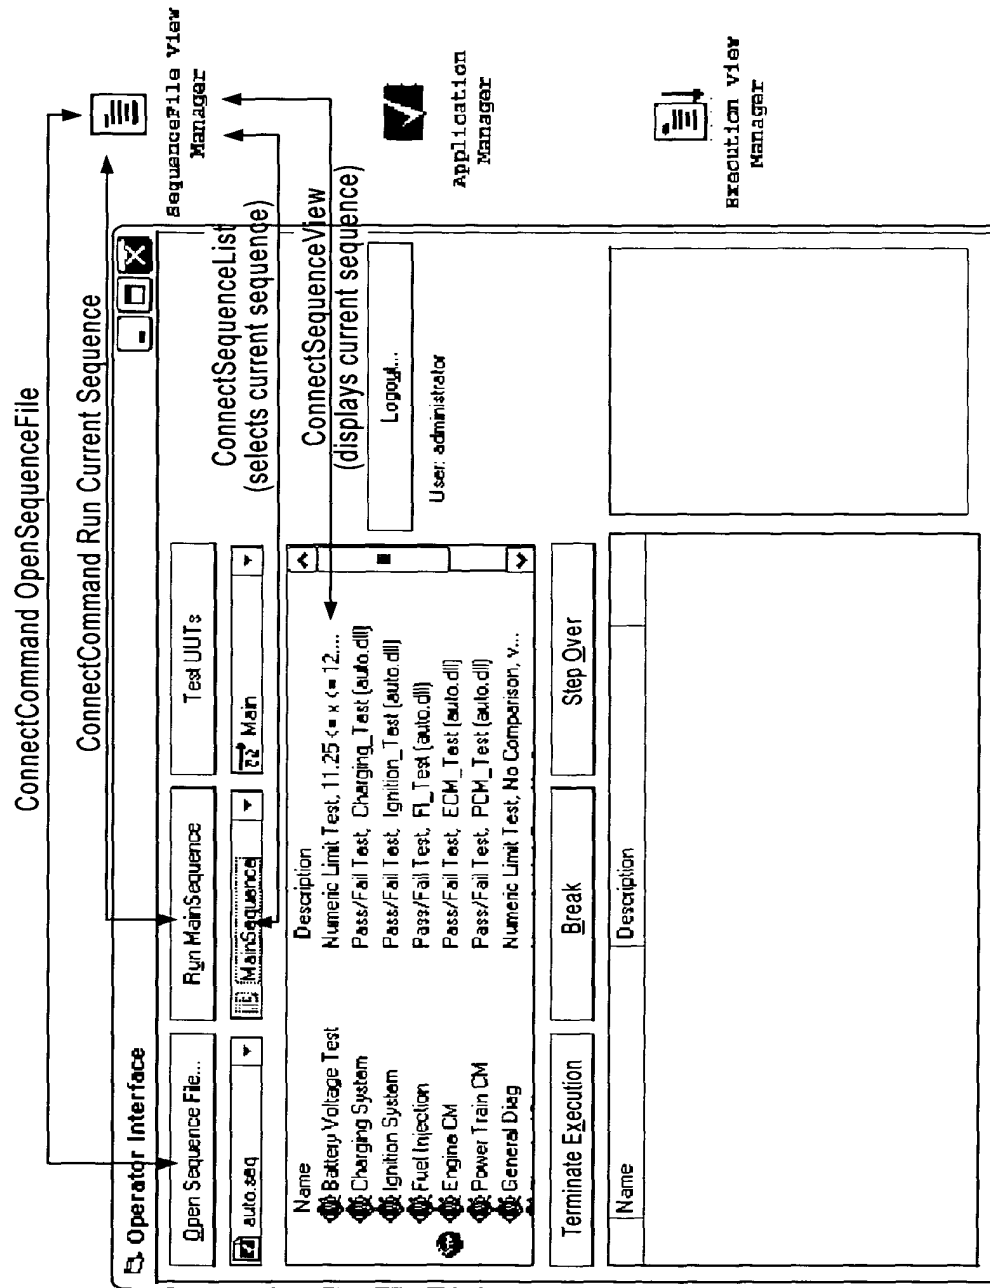 ConnectCommand OpenSequenceFile
ConnectCommand Run Current Sequence
SequenceFile View
Manager
Operator Interface
Open Sequence File...
Run MainSequence
Test UUTs
ConnectSequenceList
(selects current sequence)
auto.seq
MainSequence
Main
ConnectSequenceView
(displays current sequence)
Name
Description
Battery Voltage Test
Numeric Limit Test, 11.25 <= x <= 12....
Charging System
Pass/Fail Test, Charging_Test (auto.dll)
Ignition System
Pass/Fail Test, Ignition_Test (auto.dll)
Fuel Injection
Pass/Fail Test, FI_Test (auto.dll)
Engine CM
Pass/Fail Test, ECM_Test (auto.dll)
Power Train CM
Pass/Fail Test, PCM_Test (auto.dll)
General Diag
Numeric Limit Test, No Comparison, v...
Logout...
User: administrator
Application
Manager
Terminate Execution
Break
Step Over
Name
Description
Execution View
Manager